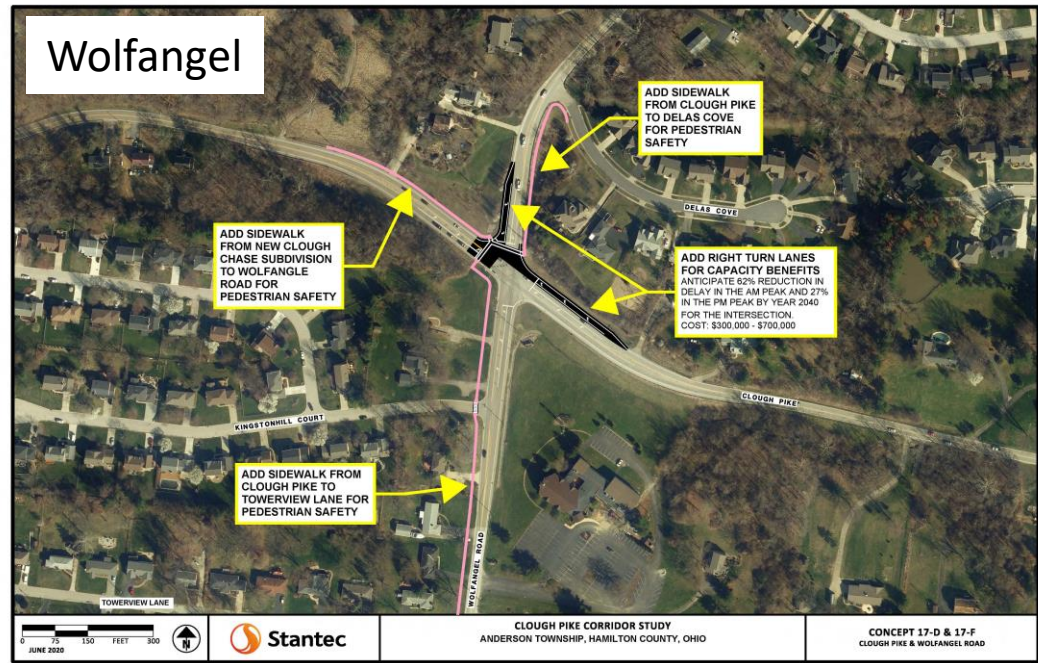 Wolfangel
ADD SIDEWALK
FROM CLOUGH PIKE
TO DELAS COVE
FOR PEDESTRIAN
SAFETY
DELAS COVE
ADD SIDEWALK
FROM NEW CLOUGH
CHASE SUBDIVISION
TO WOLFANGLE
ROAD FOR
PEDESTRIAN SAFETY
ADD RIGHT TURN LANES
FOR CAPACITY BENEFITS
ANTICIPATE 62% REDUCTION IN
DELAY IN THE AM PEAK AND 27%
IN THE PM PEAK BY YEAR 2040
FOR THE INTERSECTION.
COST: $300,000 - $700,000
CLOUGH PIKE
KINGSTONHILL COURT
ADD SIDEWALK FROM
CLOUGH PIKE TO
TOWERVIEW LANE FOR
PEDESTRIAN SAFETY
WOLFANGEL ROAD
TOWERVIEW LANE
0 75 150 FEET 300
JUNE 2020
N
Stantec
CLOUGH PIKE CORRIDOR STUDY
ANDERSON TOWNSHIP, HAMILTON COUNTY, OHIO
CONCEPT 17-D & 17-F
CLOUGH PIKE & WOLFANGEL ROAD